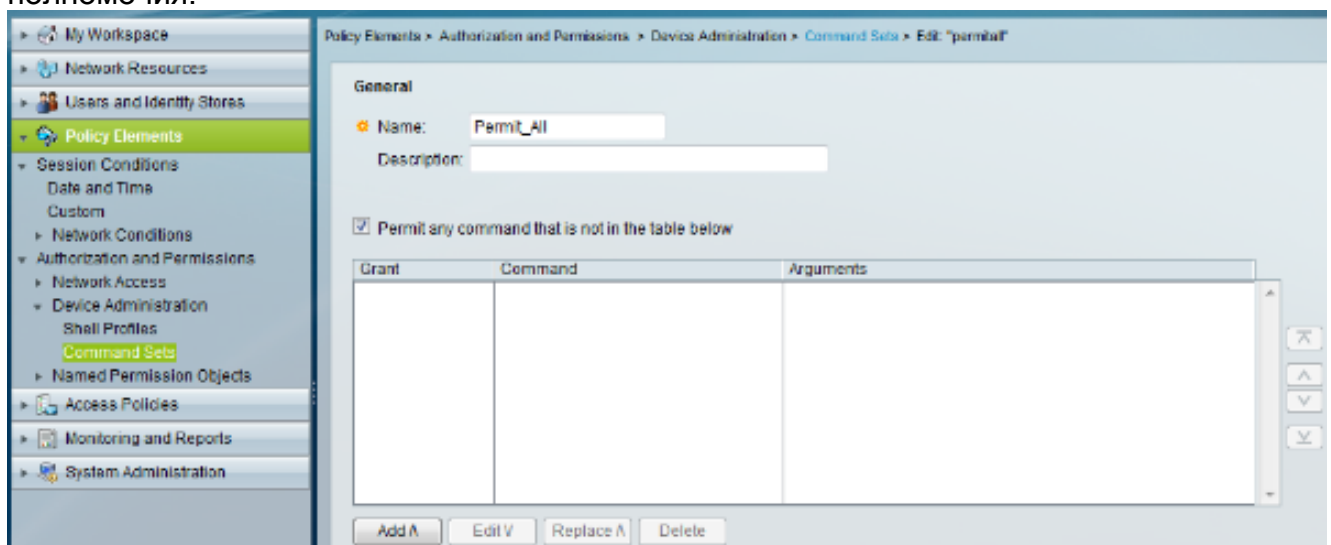 полномочия.
My Workspace
Network Resources
Users and Identity Stores
Policy Elements
Session Conditions
Date and Time
Custom
Network Conditions
Authorization and Permissions
Network Access
Device Administration
Shell Profiles
Command Sets
Named Permission Objects
Access Policies
Monitoring and Reports
System Administration
Policy Elements > Authorization and Permissions > Device Administration > Command Sets > Edit: "permitall"
General
Name: Permit_All
Description:
Permit any command that is not in the table below
Grant Command Arguments
Add Λ Edit V Replace Λ Delete